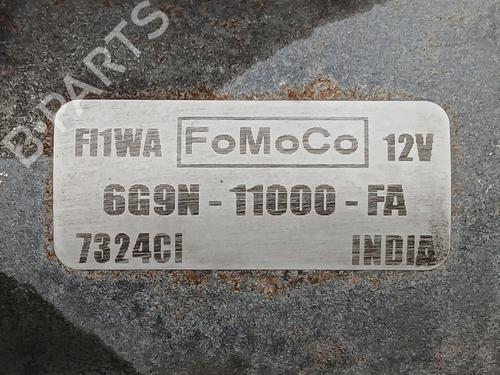 B-PARTS
FI1WA FoMoCo 12V
6G9N - 11000 - FA
7324CI INDIA